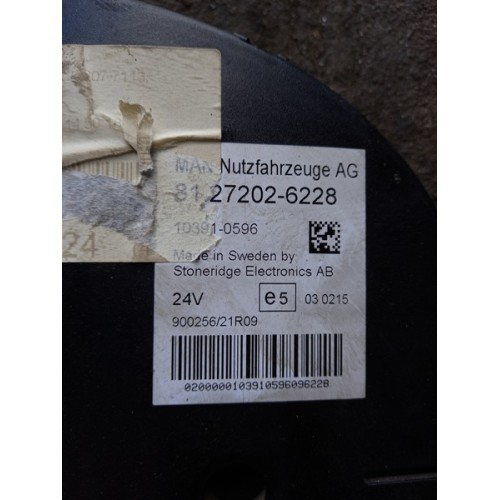 MAN Nutzfahrzeuge AG
81.27202-6228
10391-0596
Made in Sweden by
Stoneridge Electronics AB
24V
e5
03 0215
900256/21R09
0200000103910596096228
24